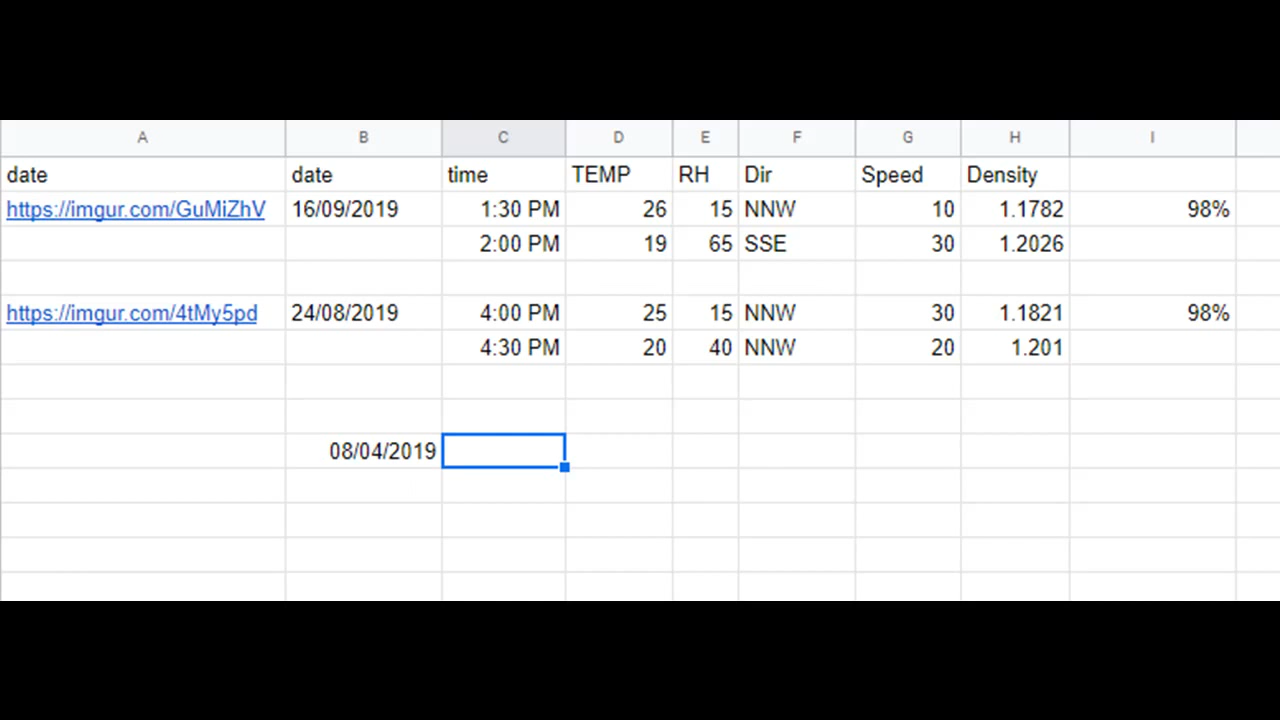 A B C D E F G H I
date date time TEMP RH Dir Speed Density
https://imgur.com/GuMiZhV 16/09/2019 1:30 PM 26 15 NNW 10 1.1782 98%
2:00 PM 19 65 SSE 30 1.2026
https://imgur.com/4tMy5pd 24/08/2019 4:00 PM 25 15 NNW 30 1.1821 98%
4:30 PM 20 40 NNW 20 1.201
08/04/2019